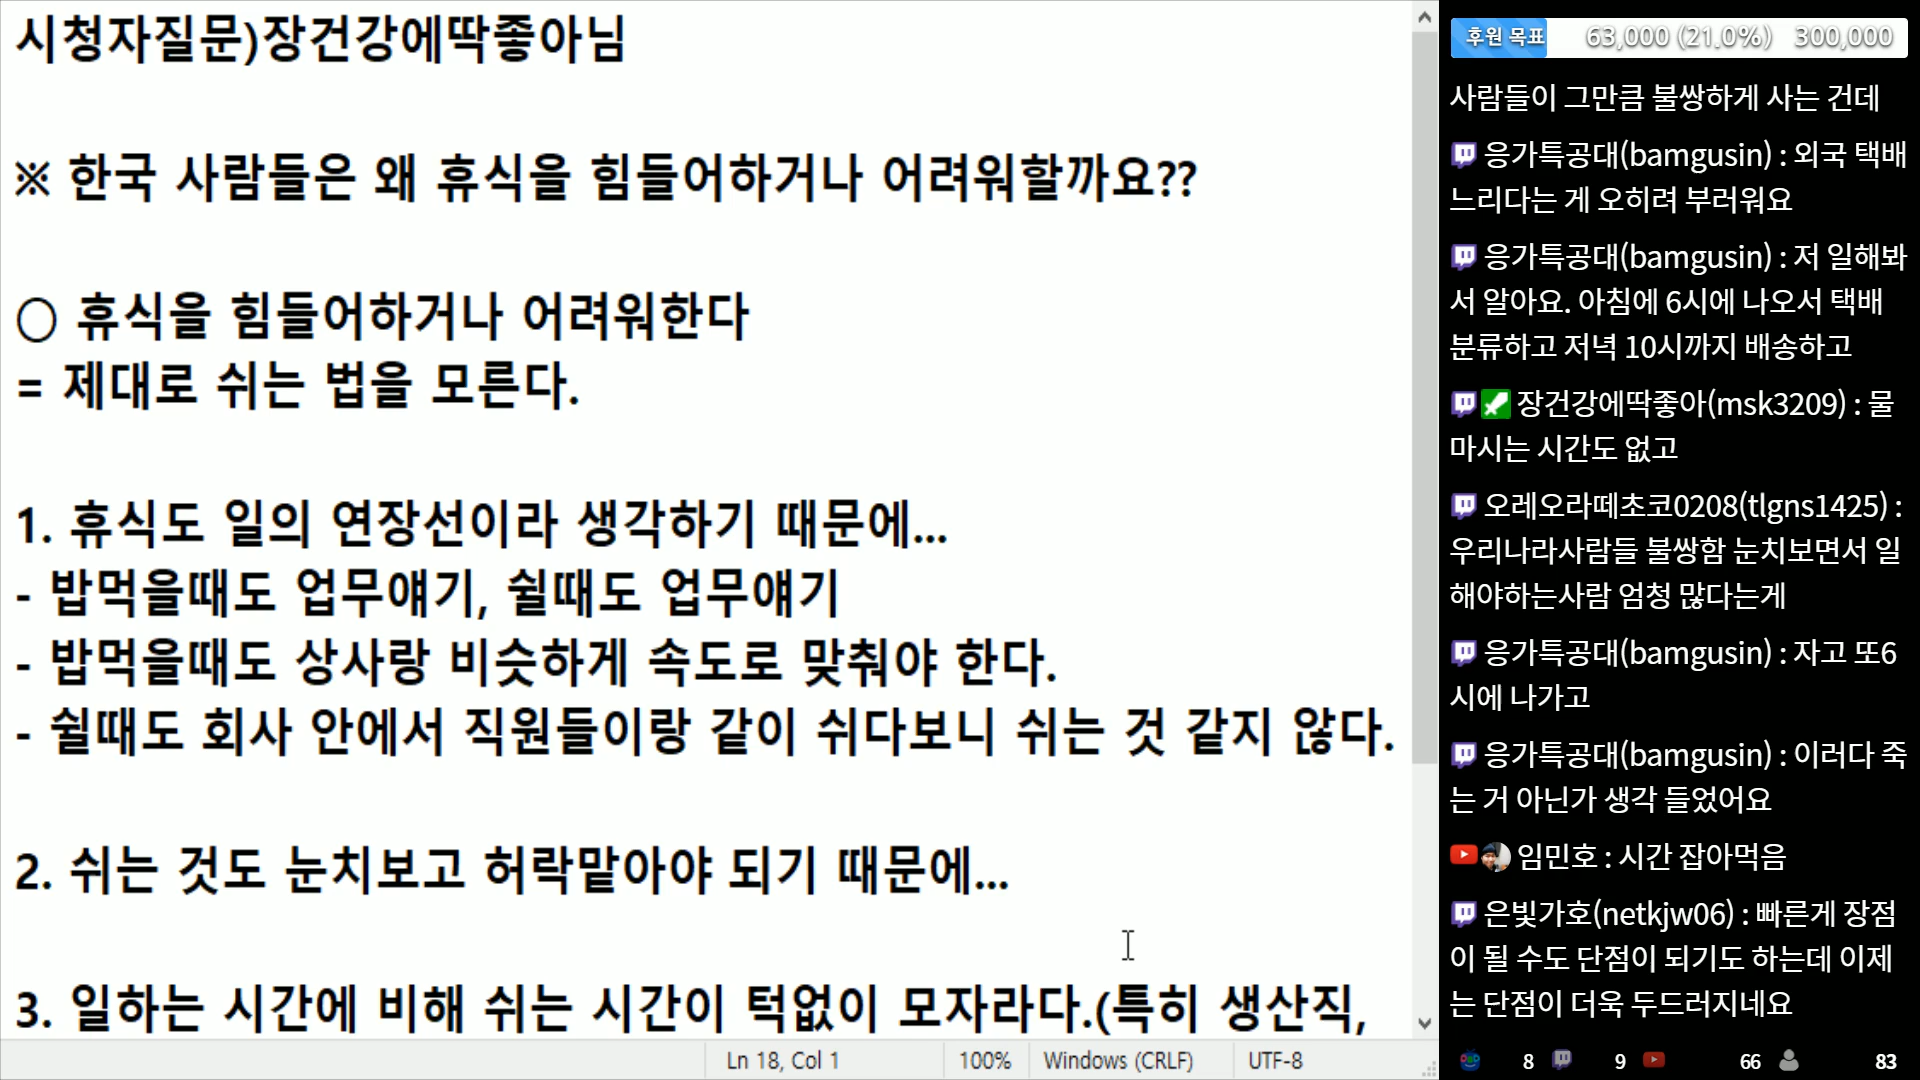 시청자질문)장건강에딱좋아님
※ 한국 사람들은 왜 휴식을 힘들어하거나 어려워할까요??
○ 휴식을 힘들어하거나 어려워한다
= 제대로 쉬는 법을 모른다.
1. 휴식도 일의 연장선이라 생각하기 때문에...
- 밥먹을때도 업무얘기, 쉴때도 업무얘기
- 밥먹을때도 상사랑 비슷하게 속도로 맞춰야 한다.
- 쉴때도 회사 안에서 직원들이랑 같이 쉬다보니 쉬는 것 같지 않다.
2. 쉬는 것도 눈치보고 허락맡아야 되기 때문에...
3. 일하는 시간에 비해 쉬는 시간이 턱없이 모자라다.(특히 생산직,
Ln 18, Col 1
100%
Windows (CRLF)
UTF-8
후원 목표 63,000 (21.0%) 300,000
사람들이 그만큼 불쌍하게 사는 건데
응가특공대(bamgusin) : 외국 택배
느리다는 게 오히려 부러워요
응가특공대(bamgusin) : 저 일해봐
서 알아요. 아침에 6시에 나오서 택배
분류하고 저녁 10시까지 배송하고
장건강에딱좋아(msk3209) : 물
마시는 시간도 없고
오레오라떼초코0208(tlgns1425) :
우리나라사람들 불쌍함 눈치보면서 일
해야하는사람 엄청 많다는게
응가특공대(bamgusin) : 자고 또6
시에 나가고
응가특공대(bamgusin) : 이러다 죽
는 거 아닌가 생각 들었어요
임민호 : 시간 잡아먹음
은빛가호(netkjw06) : 빠른게 장점
이 될 수도 단점이 되기도 하는데 이제
는 단점이 더욱 두드러지네요
8 9 66 83